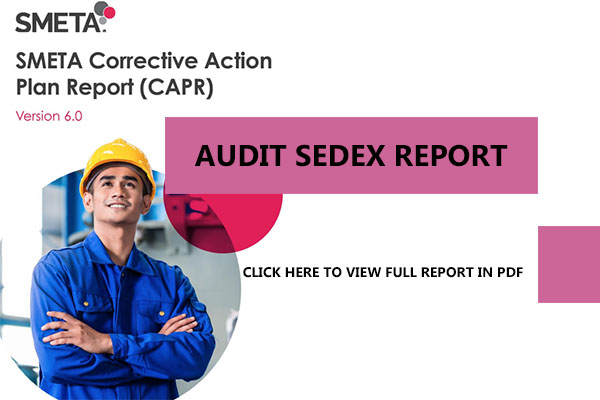 SMETA
SMETA Corrective Action
Plan Report (CAPR)
Version 6.0
AUDIT SEDEX REPORT
CLICK HERE TO VIEW FULL REPORT IN PDF